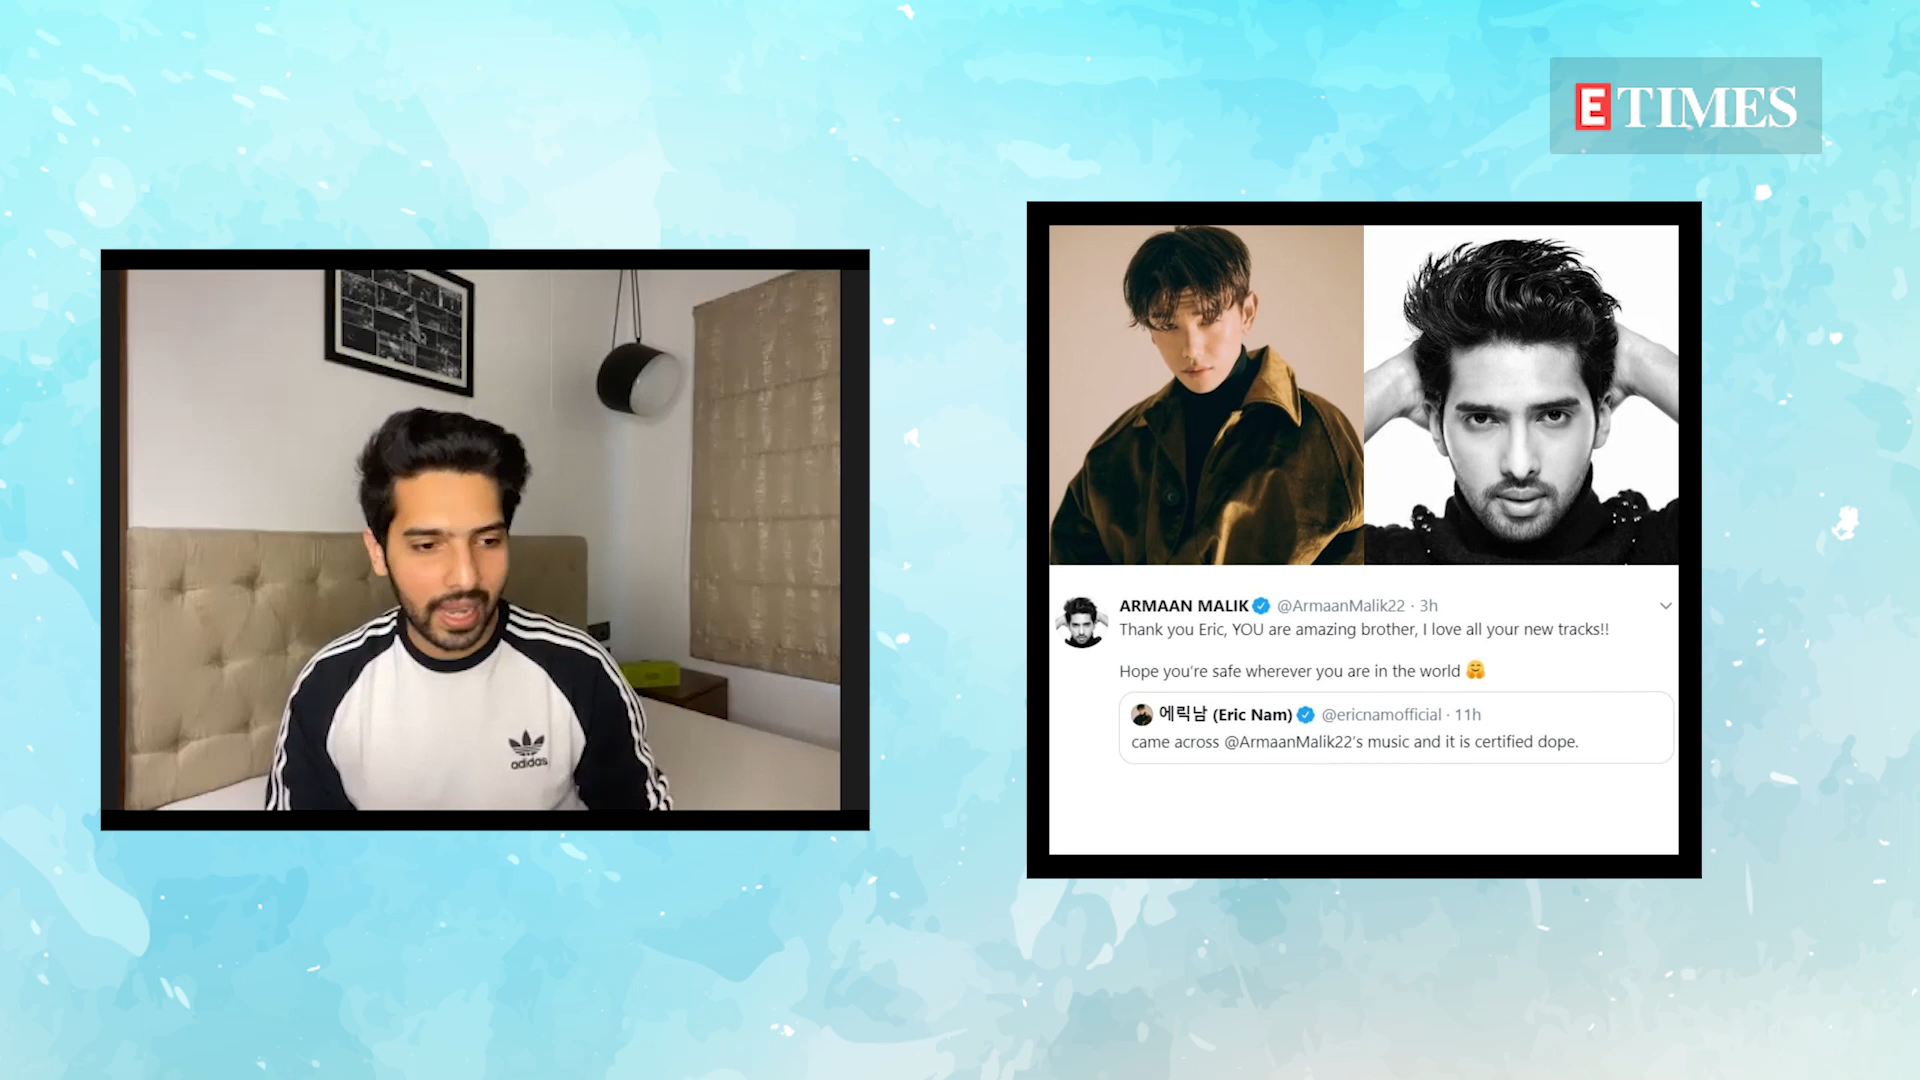 E TIMES
adidas
ARMAAN MALIK @ArmaanMalik22 · 3h
Thank you Eric, YOU are amazing brother, I love all your new tracks!!
Hope you're safe wherever you are in the world 🤗
에릭남 (Eric Nam) @ericnamofficial · 11h
came across @ArmaanMalik22's music and it is certified dope.